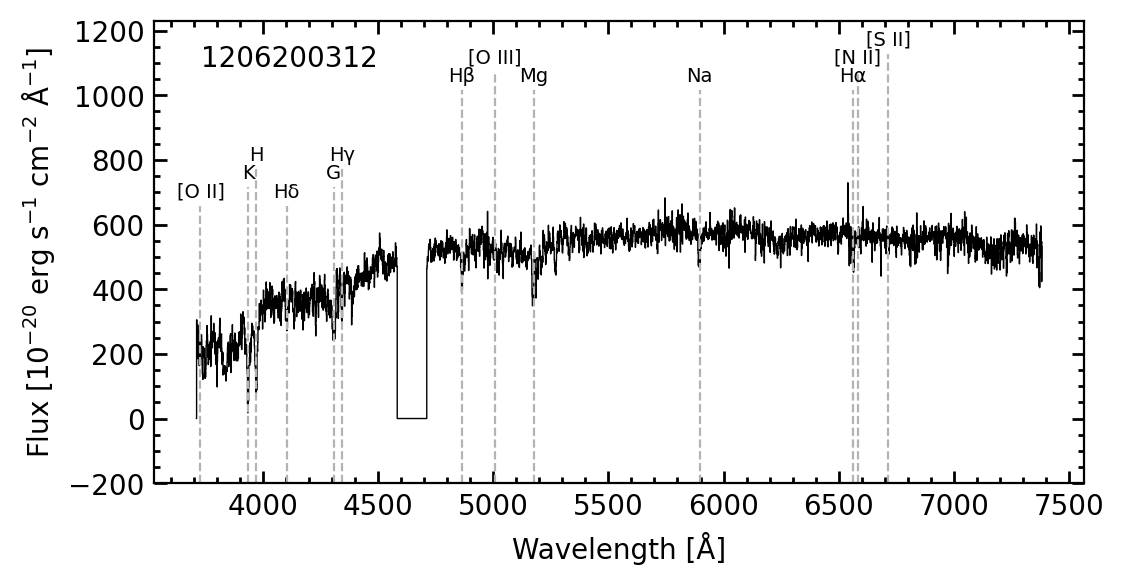 1206200312
[S II]
[O III]
[N II]
Hβ
Mg
Na
Hα
H
Hγ
K
G
[O II]
Hδ
1200
1000
800
600
400
200
0
−200
Flux [10⁻²⁰ erg s⁻¹ cm⁻² Å⁻¹]
4000 4500 5000 5500 6000 6500 7000 7500
Wavelength [Å]